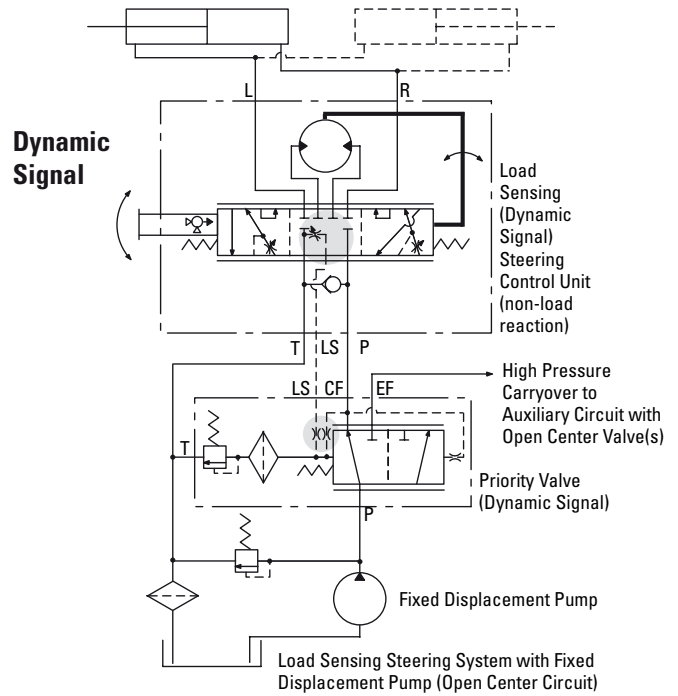 L
R
Dynamic
Signal
Load
Sensing
(Dynamic
Signal)
Steering
Control Unit
(non-load
reaction)
T LS P
LS CF EF
High Pressure
Carryover to
Auxiliary Circuit with
Open Center Valve(s)
T
Priority Valve
(Dynamic Signal)
P
Fixed Displacement Pump
Load Sensing Steering System with Fixed
Displacement Pump (Open Center Circuit)